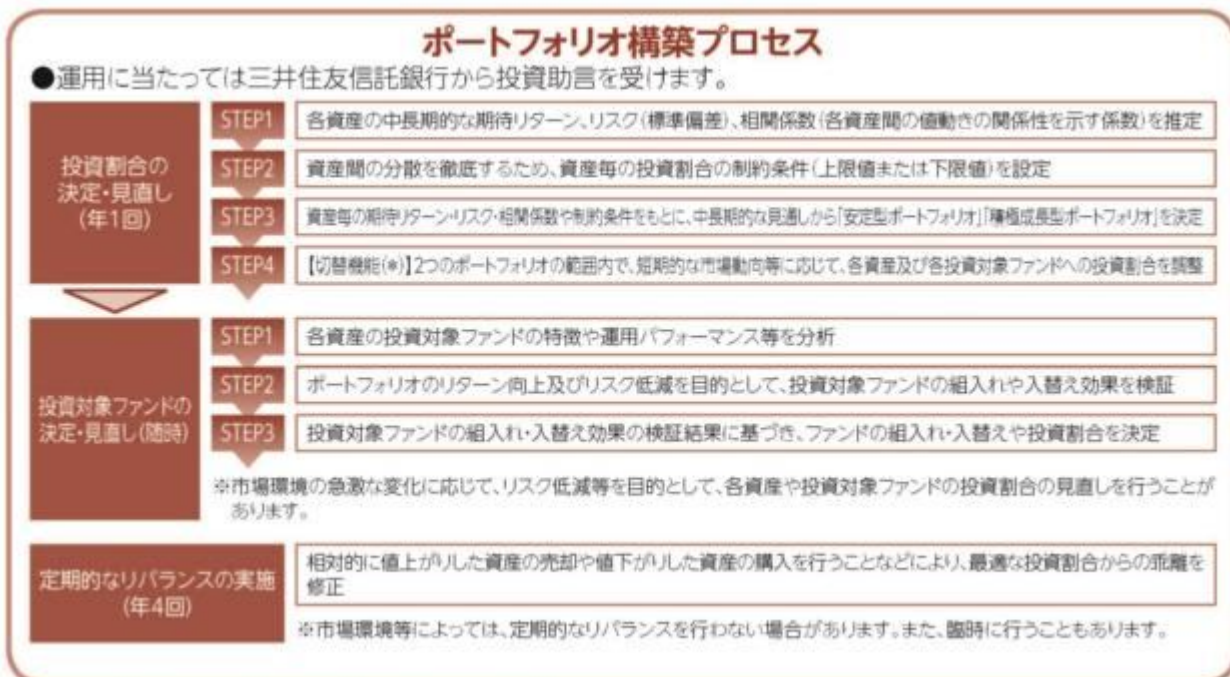 ポートフォリオ構築プロセス
●運用に当たっては三井住友信託銀行から投資助言を受けます。
投資割合の
決定・見直し
(年1回)
STEP1
各資産の中長期的な期待リターン、リスク(標準偏差)、相関係数(各資産間の値動きの関係性を示す係数)を推定
STEP2
資産間の分散を徹底するため、資産毎の投資割合の制約条件(上限値または下限値)を設定
STEP3
資産毎の期待リターン・リスク・相関係数や制約条件をもとに、中長期的な見通しから「安定型ポートフォリオ」「積極成長型ポートフォリオ」を決定
STEP4
【切替機能(※)】2つのポートフォリオの範囲内で、短期的な市場動向等に応じて、各資産及び各投資対象ファンドへの投資割合を調整
投資対象ファンドの
決定・見直し(随時)
STEP1
各資産の投資対象ファンドの特徴や運用パフォーマンス等を分析
STEP2
ポートフォリオのリターン向上及びリスク低減を目的として、投資対象ファンドの組入れや入替え効果を検証
STEP3
投資対象ファンドの組入れ・入替え効果の検証結果に基づき、ファンドの組入れ・入替えや投資割合を決定
※市場環境の急激な変化に応じて、リスク低減等を目的として、各資産や投資対象ファンドの投資割合の見直しを行うことが
あります。
定期的なリバランスの実施
(年4回)
相対的に値上がりした資産の売却や値下がりした資産の購入を行うことなどにより、最適な投資割合からの乖離を
修正
※市場環境等によっては、定期的なリバランスを行わない場合があります。また、臨時に行うこともあります。